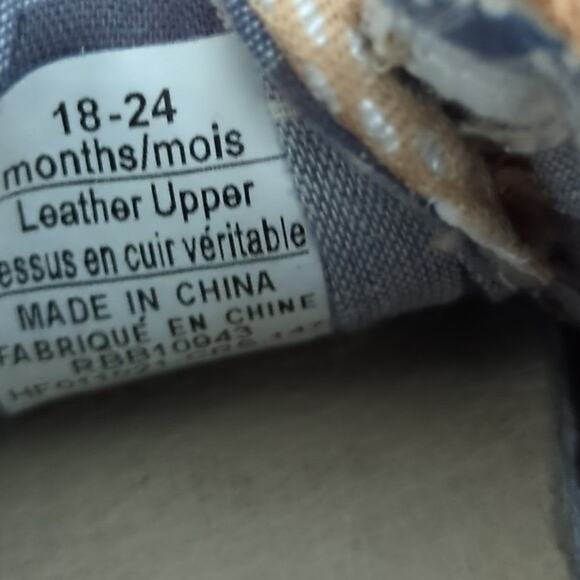 18-24
months/mois
Leather Upper
essus en cuir véritable
MADE IN CHINA
FABRIQUÉ EN CHINE
RBB10943